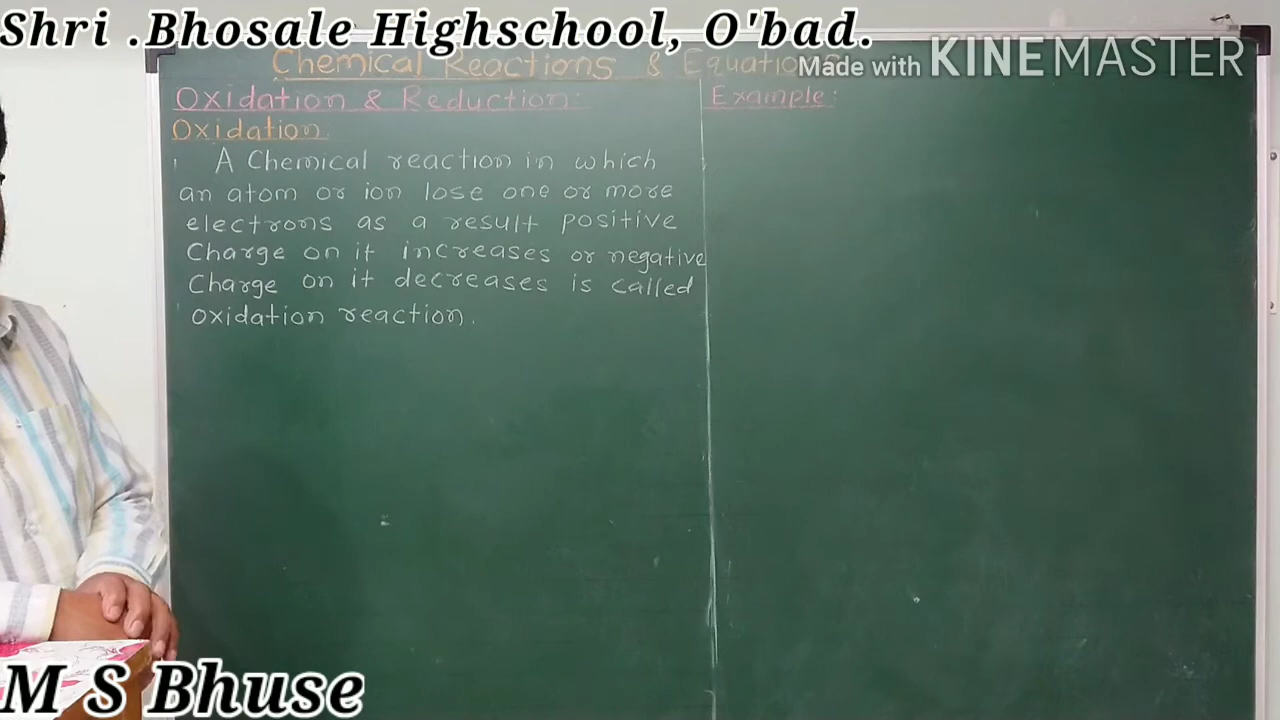 Shri .Bhosale Highschool, O'bad.
Made with KINEMASTER
Chemical Reactions & Equations
Oxidation & Reduction:
Oxidation.
A Chemical reaction in which
an atom or ion lose one or more
electrons as a result positive
Charge on it increases or negative
Charge on it decreases is called
oxidation reaction.
Example:
M S Bhuse